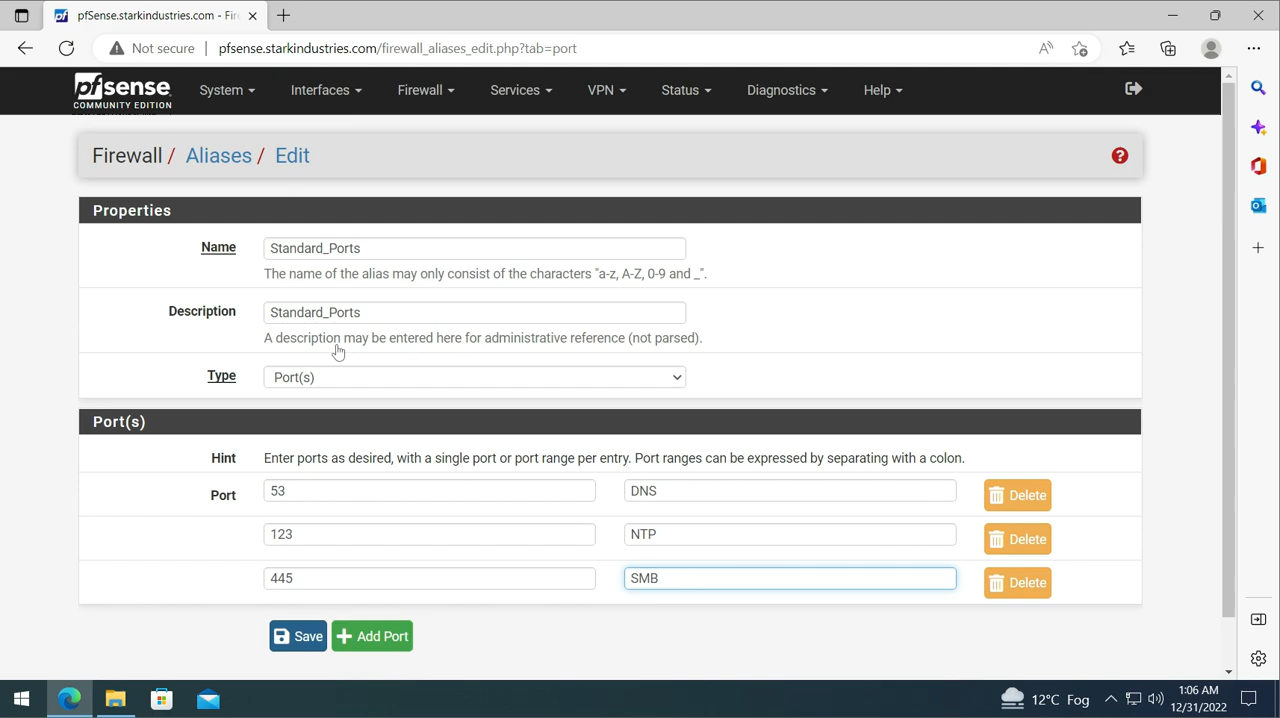 pfSense.starkindustries.com - Fire
Not secure
pfsense.starkindustries.com/firewall_aliases_edit.php?tab=port
pfsense
COMMUNITY EDITION
System
Interfaces
Firewall
Services
VPN
Status
Diagnostics
Help
Firewall / Aliases / Edit
Properties
Name
Standard_Ports
The name of the alias may only consist of the characters "a-z, A-Z, 0-9 and _".
Description
Standard_Ports
A description may be entered here for administrative reference (not parsed).
Type
Port(s)
Port(s)
Hint
Enter ports as desired, with a single port or port range per entry. Port ranges can be expressed by separating with a colon.
Port
53
DNS
Delete
123
NTP
Delete
445
SMB
Delete
Save
Add Port
12°C Fog
1:06 AM
12/31/2022